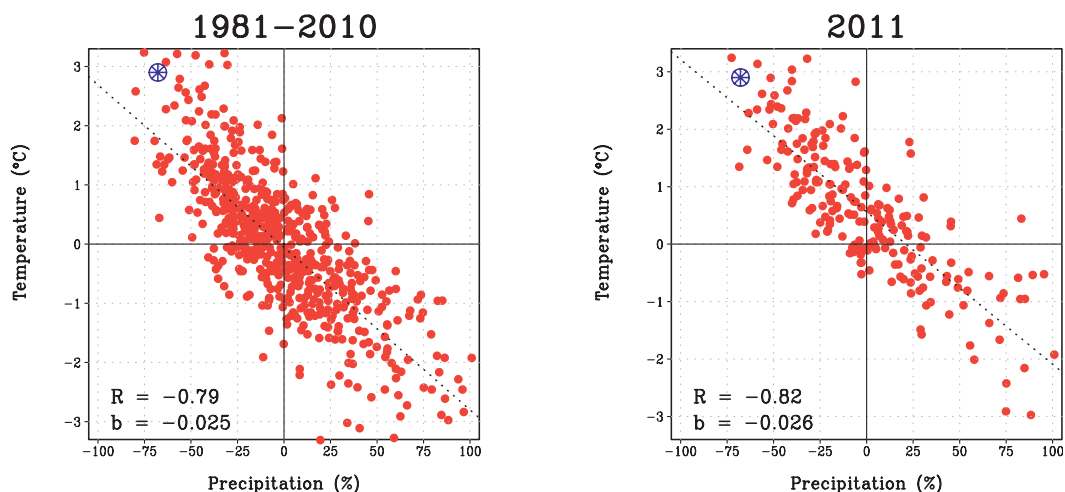 1981−2010
3
2
1
0
−1
−2
−3
Temperature (°C)
R = −0.79
b = −0.025
−100 −75 −50 −25 0 25 50 75 100
Precipitation (%)
2011
3
2
1
0
−1
−2
−3
Temperature (°C)
R = −0.82
b = −0.026
−100 −75 −50 −25 0 25 50 75 100
Precipitation (%)